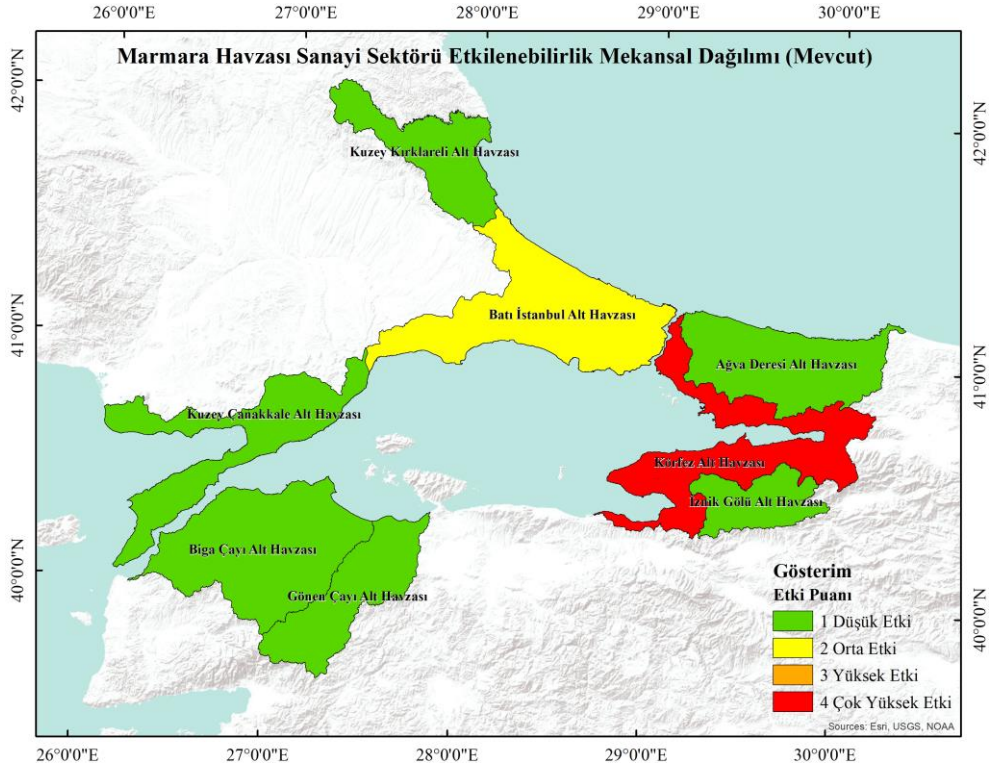 27°0'0"E
28°0'0"E
29°0'0"E
30°0'0"E
26°0'0"E
Marmara Havzası Sanayi Sektörü Etkilenebilirlik Mekansal Dağılımı (Mevcut)
42°0'0"N
42°0'0"N
Kuzey Kırklareli Alt Havzası
Batı İstanbul Alt Havzası
41°0'0"N
Ağva Deresi Alt Havzası
41°0'0"N
Kuzey Çanakkale Alt Havzası
Körfez Alt Havzası
İznik Gölü Alt Havzası
Biga Çayı Alt Havzası
40°0'0"N
Gönen Çayı Alt Havzası
40°0'0"N
Gösterim
Etki Puanı
1 Düşük Etki
2 Orta Etki
3 Yüksek Etki
4 Çok Yüksek Etki
Sources: Esri, USGS, NOAA
26°0'0"E
27°0'0"E
28°0'0"E
29°0'0"E
30°0'0"E